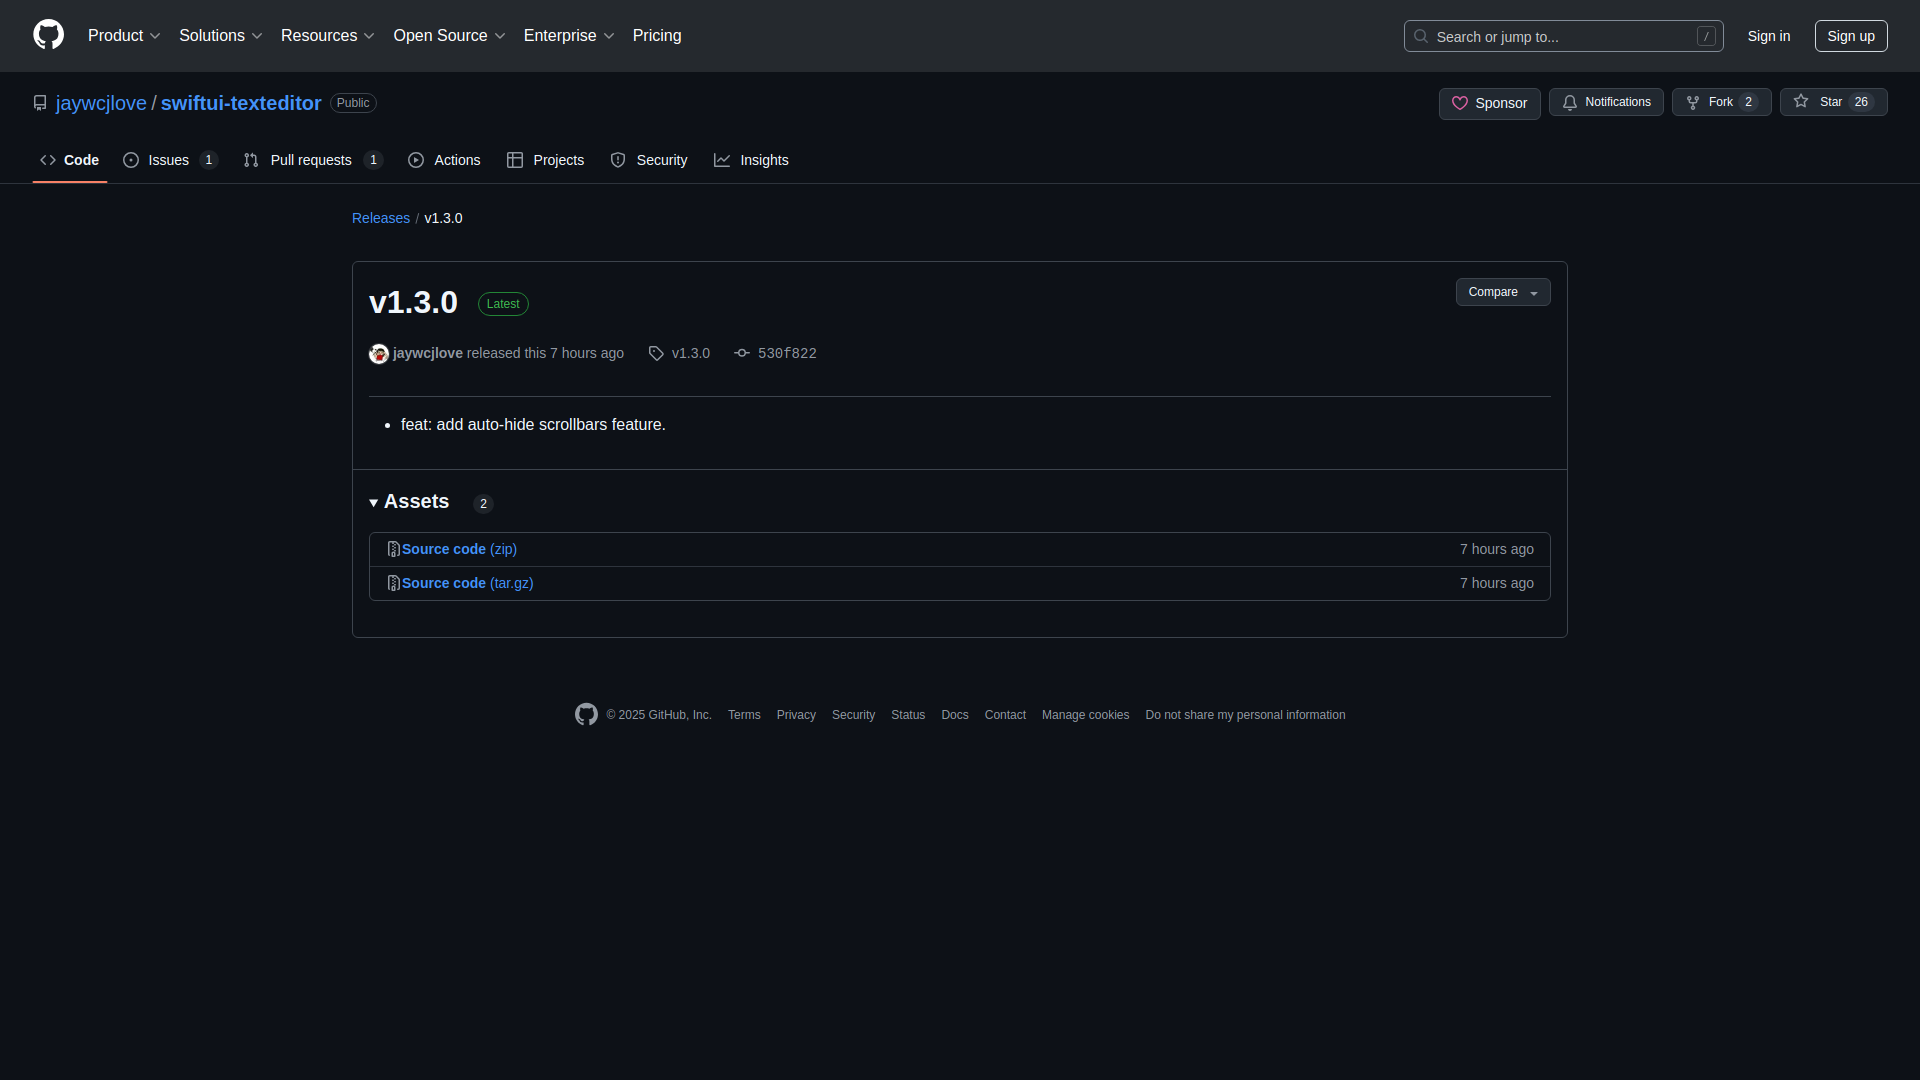 Product Solutions Resources Open Source Enterprise Pricing Search or jump to... / Sign in Sign up
jaywcjlove / swiftui-texteditor Public Sponsor Notifications Fork 2 Star 26
Code Issues 1 Pull requests 1 Actions Projects Security Insights
Releases / v1.3.0
v1.3.0 Latest Compare
jaywcjlove released this 7 hours ago v1.3.0 530f822
• feat: add auto-hide scrollbars feature.
Assets 2
Source code (zip) 7 hours ago
Source code (tar.gz) 7 hours ago
© 2025 GitHub, Inc. Terms Privacy Security Status Docs Contact Manage cookies Do not share my personal information